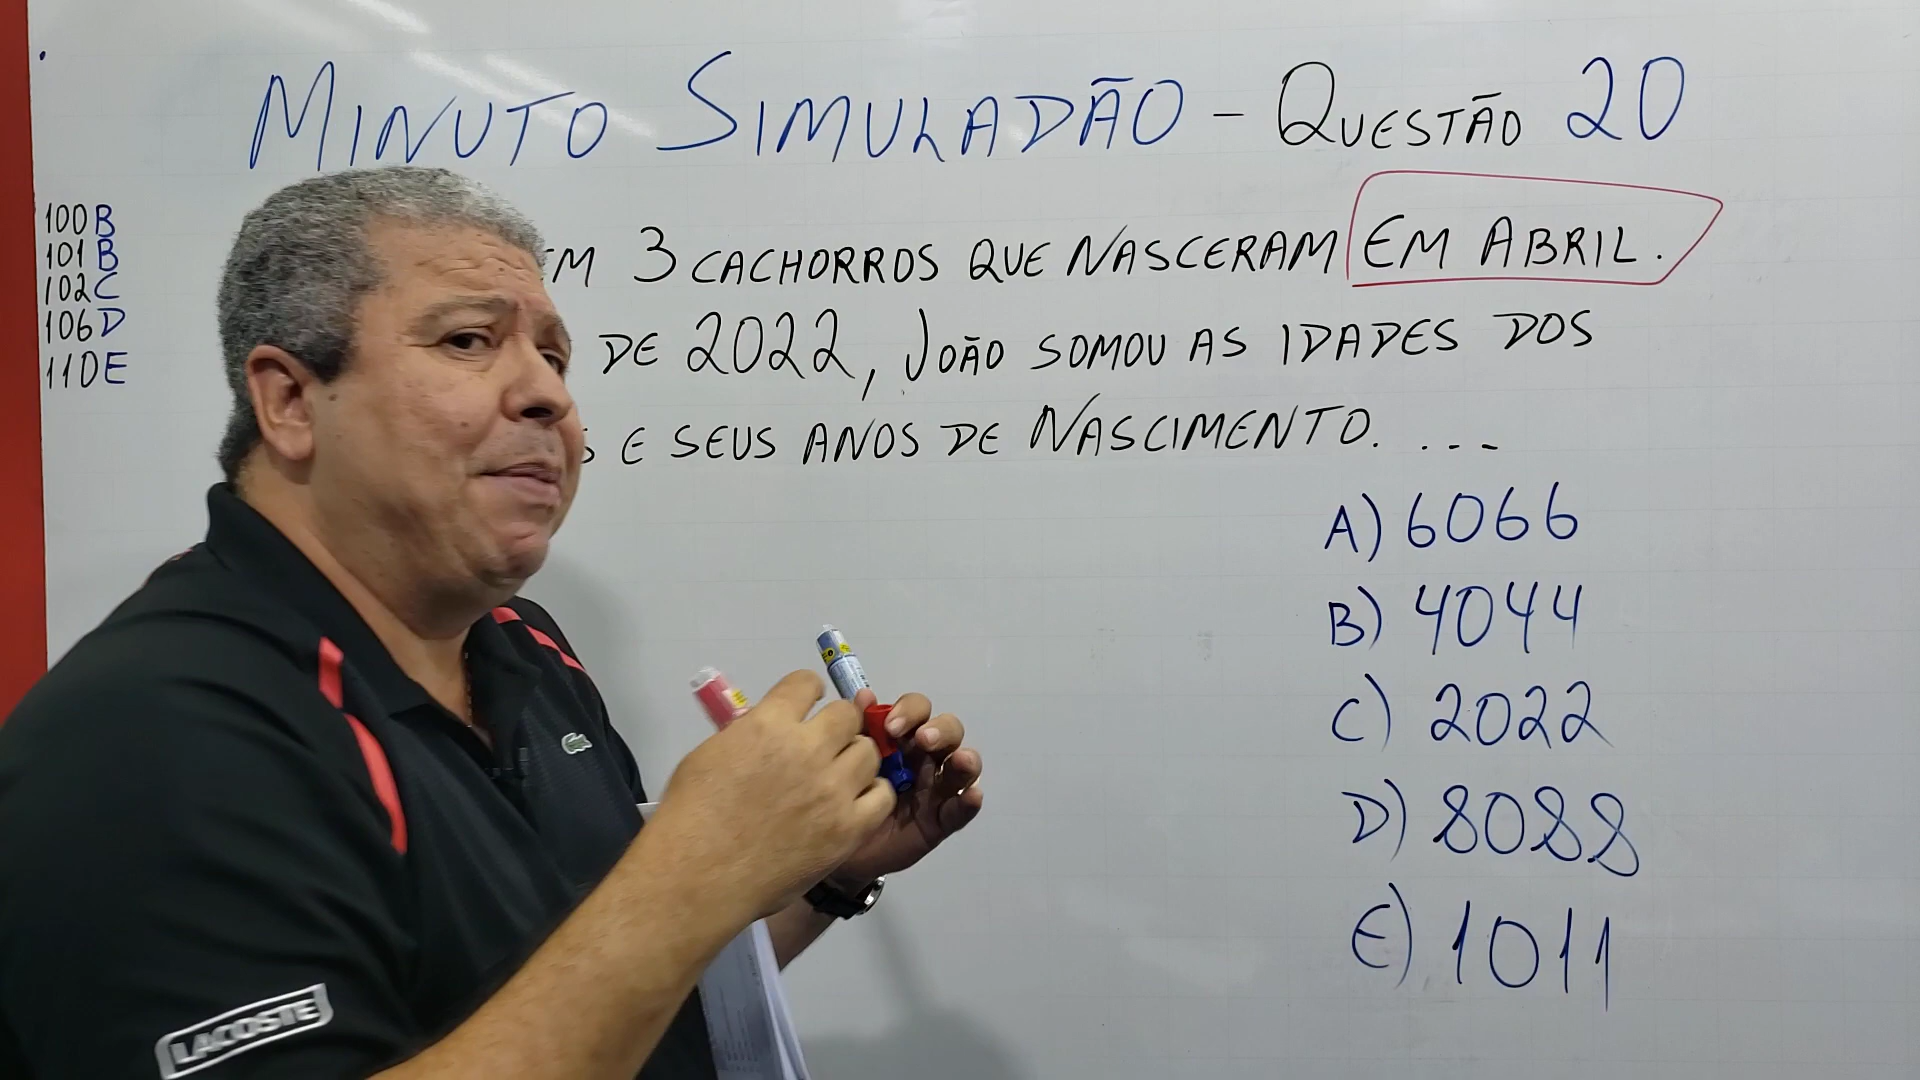 MINUTO SIMULADÃO - QUESTÃO 20
100 B
101 B
102 C
106 D
110 E
3 CACHORROS QUE NASCERAM EM ABRIL.
DE 2022, JOÃO SOMOU AS IDADES DOS
E SEUS ANOS DE NASCIMENTO. ...
A) 6066
B) 4044
C) 2022
D) 8088
E) 1011
LACOSTE